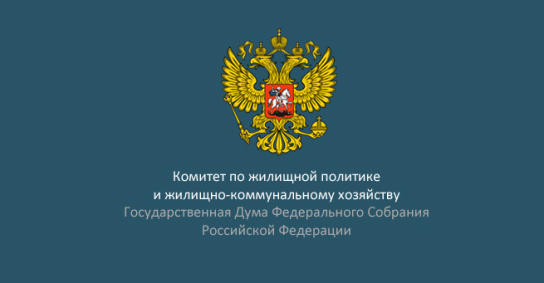 Комитет по жилищной политике
и жилищно-коммунальному хозяйству
Государственная Дума Федерального Собрания
Российской Федерации